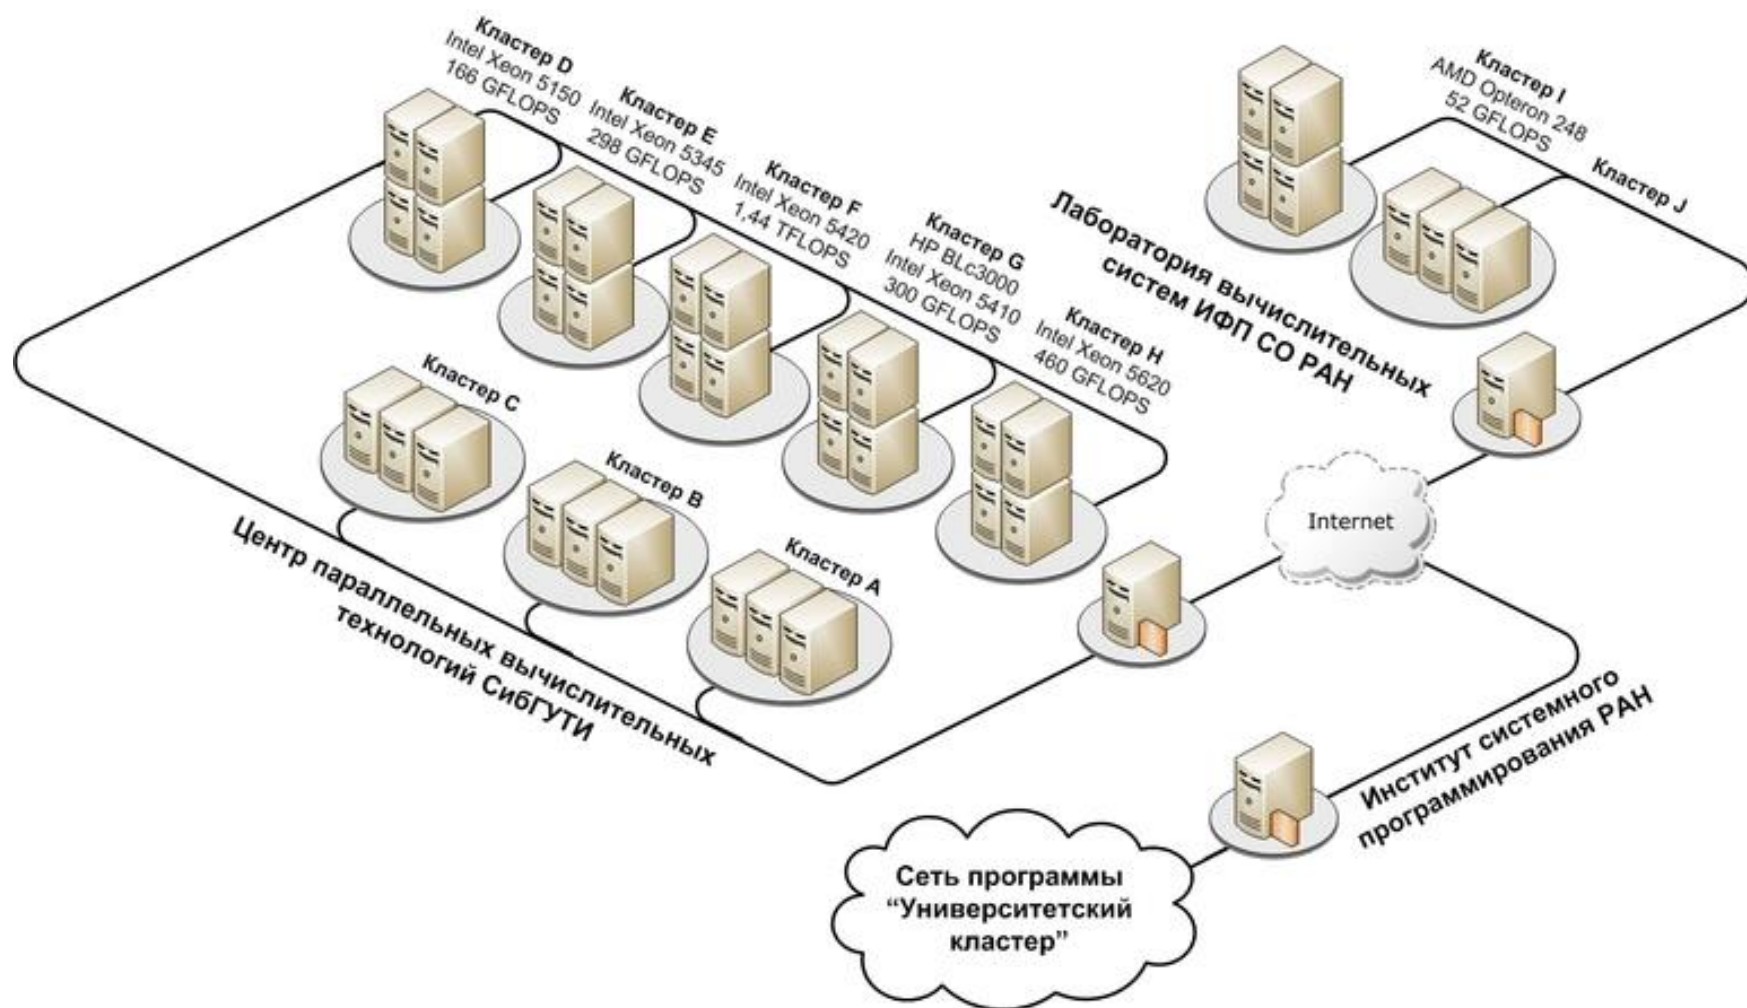 Кластер D
Intel Xeon 5150
166 GFLOPS
Кластер E
Intel Xeon 5345
298 GFLOPS
Кластер F
Intel Xeon 5420
1,44 TFLOPS
Кластер G
HP BLc3000
Intel Xeon 5410
300 GFLOPS
Кластер H
Intel Xeon 5620
460 GFLOPS
Кластер I
AMD Opteron 248
52 GFLOPS
Кластер J
Лаборатория вычислительных
систем ИФП СО РАН
Кластер C
Кластер B
Кластер A
Центр параллельных вычислительных
технологий СибГУТИ
Internet
Институт системного
программирования РАН
Сеть программы
“Университетский
кластер”